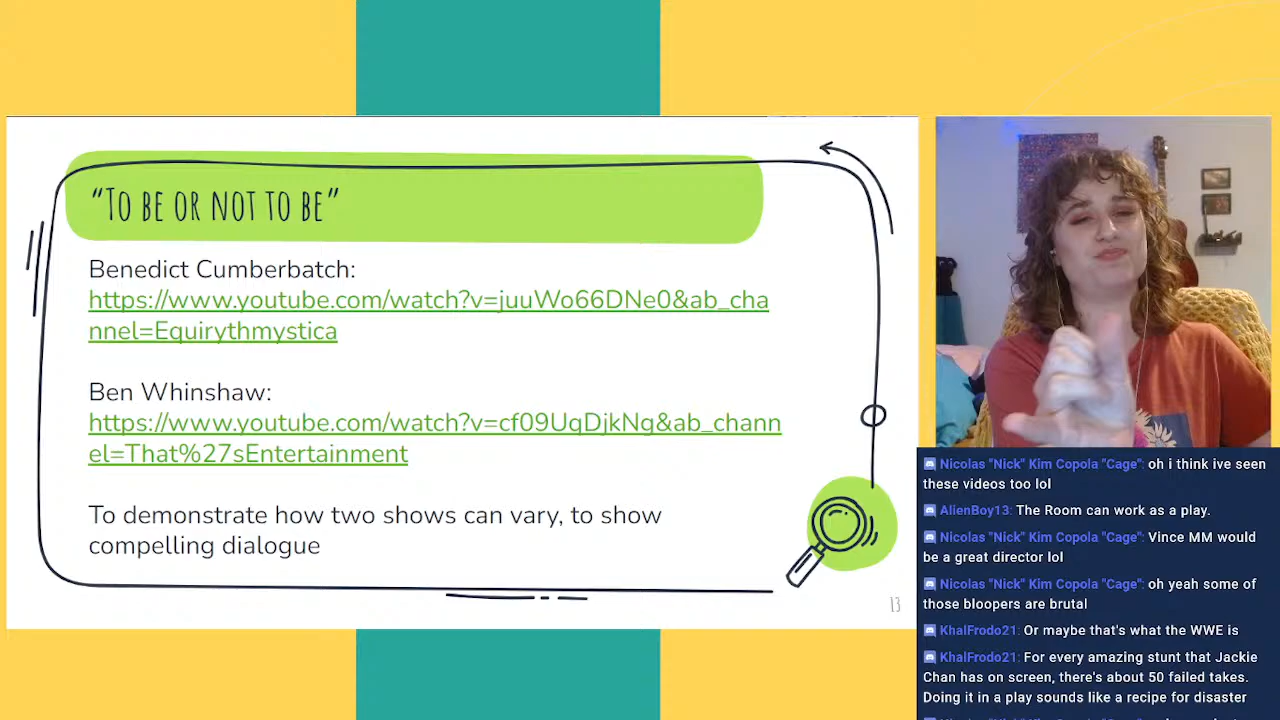 “To be or not to be”
Benedict Cumberbatch:
https://www.youtube.com/watch?v=juuWo66DNe0&ab_cha
nnel=Equirythmystica
Ben Whinshaw:
https://www.youtube.com/watch?v=cf09UqDjkNg&ab_chann
el=That%27sEntertainment
To demonstrate how two shows can vary, to show
compelling dialogue
13
Nicolas "Nick" Kim Copola "Cage": oh i think ive seen
these videos too lol
AlienBoy13: The Room can work as a play.
Nicolas "Nick" Kim Copola "Cage": Vince MM would
be a great director lol
Nicolas "Nick" Kim Copola "Cage": oh yeah some of
those bloopers are brutal
KhalFrodo21: Or maybe that's what the WWE is
KhalFrodo21: For every amazing stunt that Jackie
Chan has on screen, there's about 50 failed takes.
Doing it in a play sounds like a recipe for disaster